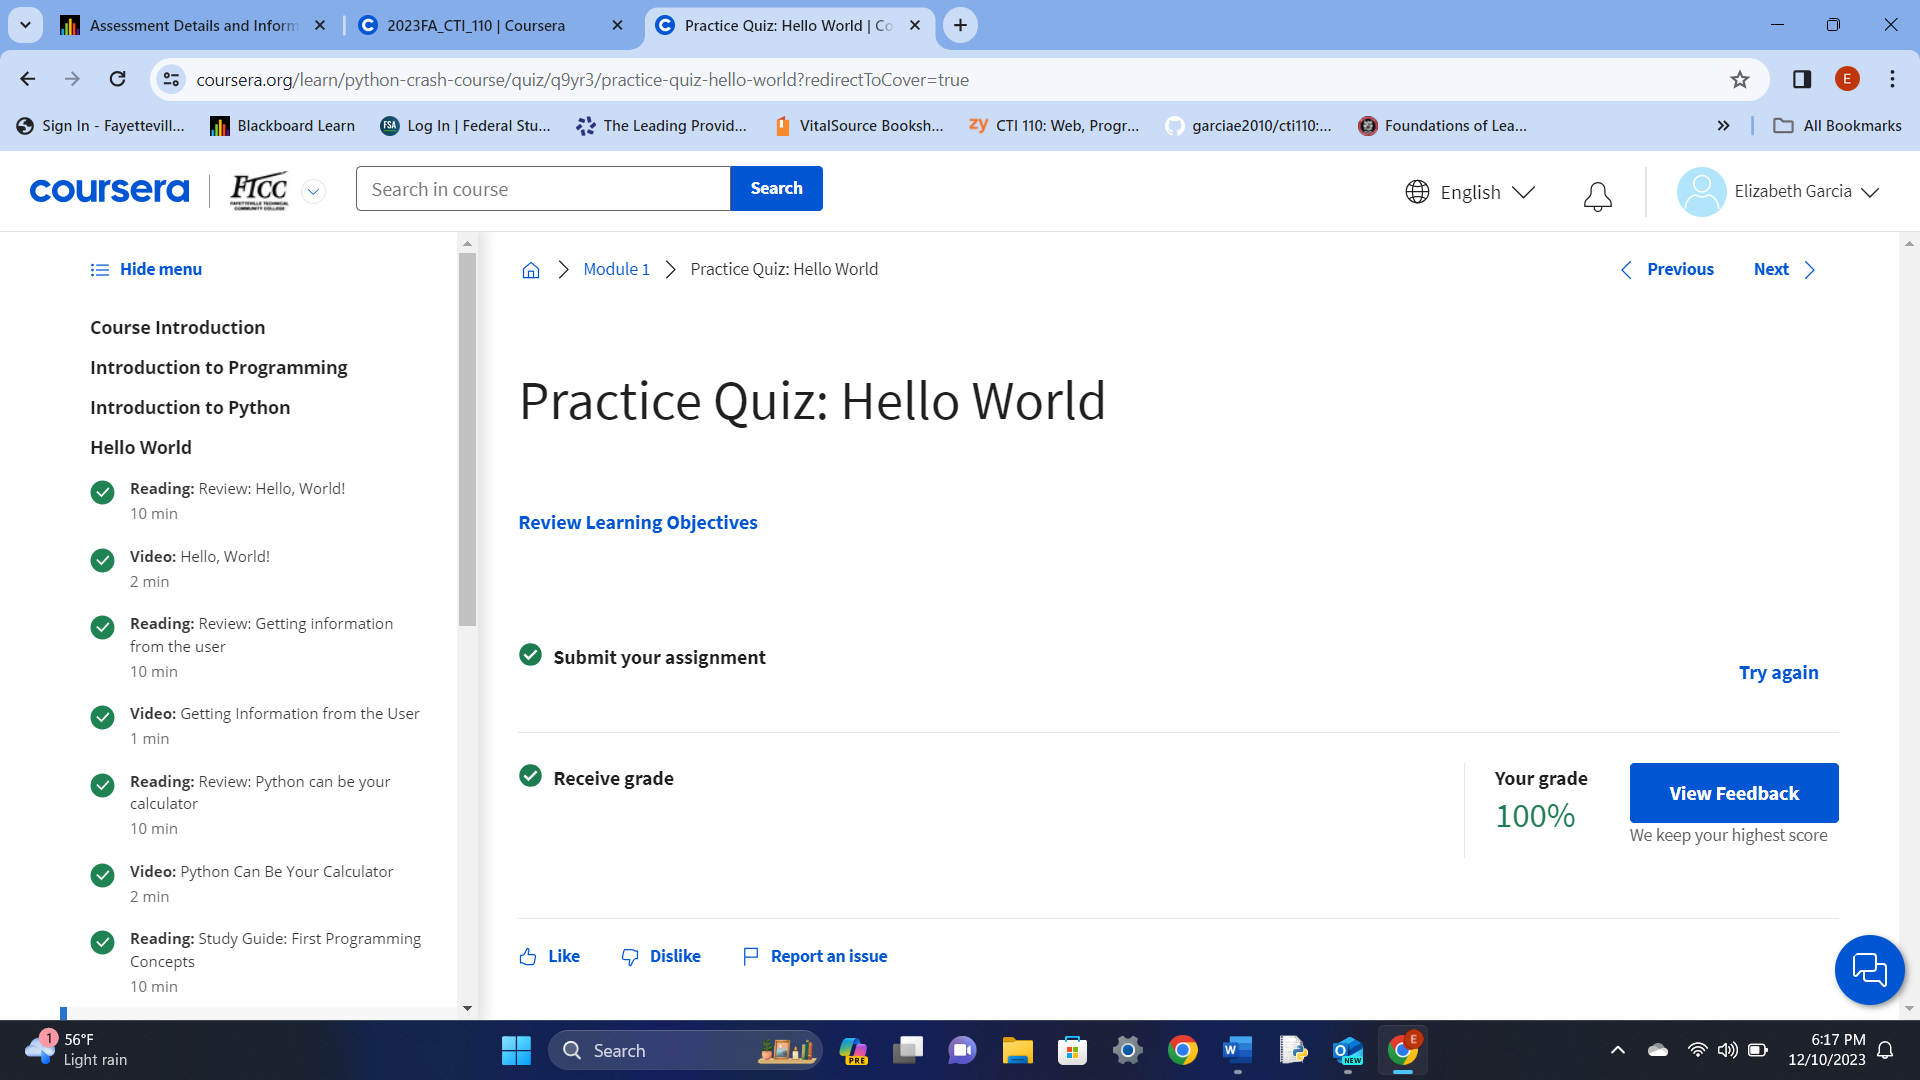 Assessment Details and Inform
2023FA_CTI_110 | Coursera
Practice Quiz: Hello World | Co
coursera.org/learn/python-crash-course/quiz/q9yr3/practice-quiz-hello-world?redirectToCover=true
E
Sign In - Fayettevill...
Blackboard Learn
FSA
Log In | Federal Stu...
The Leading Provid...
VitalSource Booksh...
zy
CTI 110: Web, Progr...
garciae2010/cti110:...
Foundations of Lea...
All Bookmarks
coursera
FTCC
FAYETTEVILLE TECHNICAL
COMMUNITY COLLEGE
Search in course
Search
English
Elizabeth Garcia
Hide menu
Course Introduction
Introduction to Programming
Introduction to Python
Hello World
Reading: Review: Hello, World!
10 min
Video: Hello, World!
2 min
Reading: Review: Getting information
from the user
10 min
Video: Getting Information from the User
1 min
Reading: Review: Python can be your
calculator
10 min
Video: Python Can Be Your Calculator
2 min
Reading: Study Guide: First Programming
Concepts
10 min
Module 1
Practice Quiz: Hello World
Previous
Next
Practice Quiz: Hello World
Review Learning Objectives
Submit your assignment
Try again
Receive grade
Your grade
100%
View Feedback
We keep your highest score
Like
Dislike
Report an issue
1
56°F
Light rain
Search
PRE
W
NEW
E
6:17 PM
12/10/2023